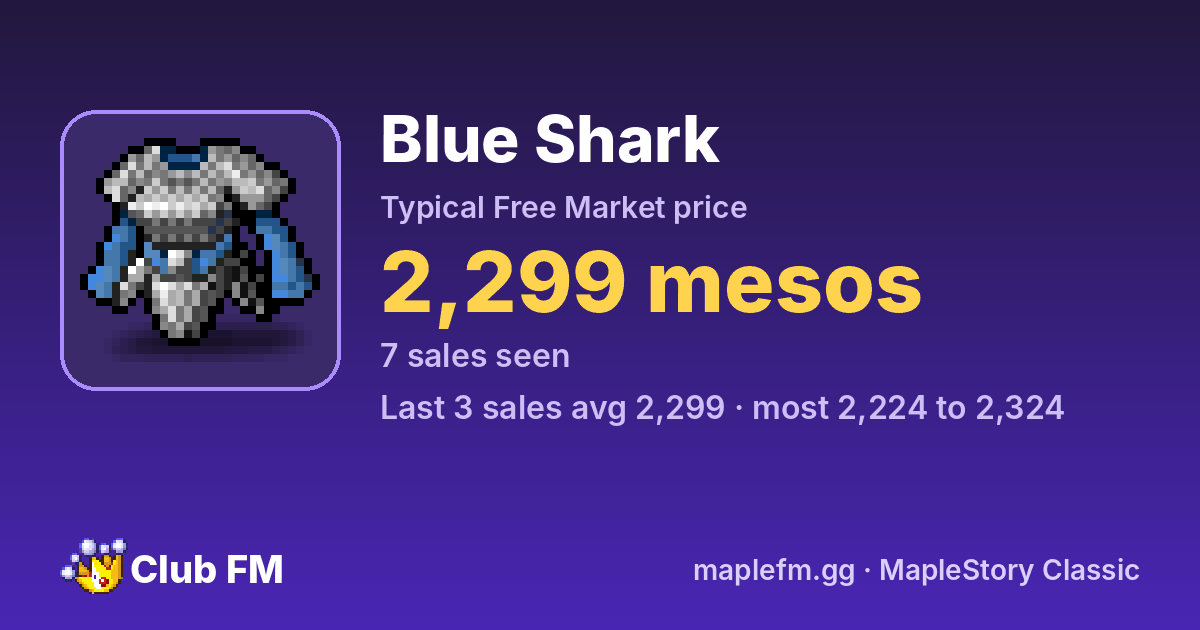 Blue Shark
Typical Free Market price
2,299 mesos
7 sales seen
Last 3 sales avg 2,299 · most 2,224 to 2,324
Club FM
maplefm.gg · MapleStory Classic